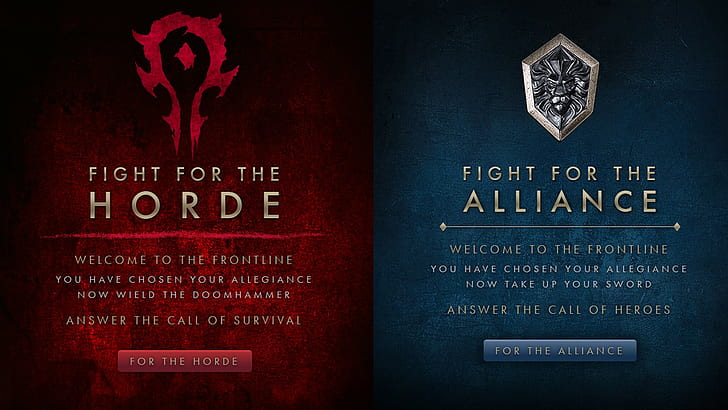 FIGHT FOR THE
HORDE
WELCOME TO THE FRONTLINE
YOU HAVE CHOSEN YOUR ALLEGIANCE
NOW WIELD THE DOOMHAMMER
ANSWER THE CALL OF SURVIVAL
FOR THE HORDE
FIGHT FOR THE
ALLIANCE
WELCOME TO THE FRONTLINE
YOU HAVE CHOSEN YOUR ALLEGIANCE
NOW TAKE UP YOUR SWORD
ANSWER THE CALL OF HEROES
FOR THE ALLIANCE